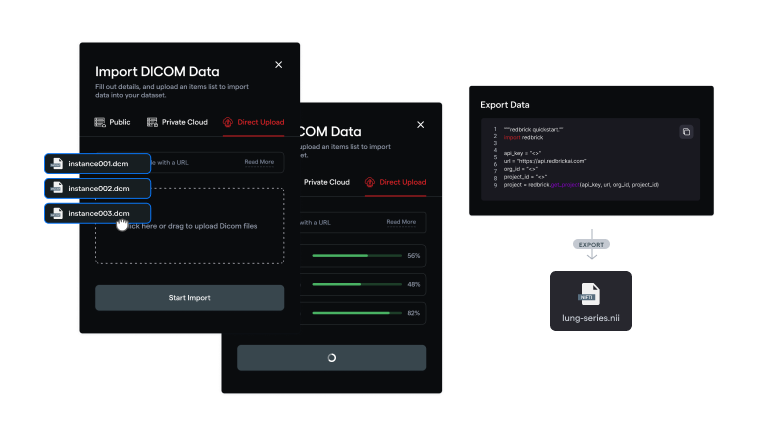 Import DICOM Data
Fill out details, and upload an items list to import
data into your dataset.
Public
Private Cloud
Direct Upload
instance001.dcm
with a URL
Read More
instance002.dcm
instance003.dcm
here or drag to upload Dicom files
Start Import
COM Data
upload an items list to import
set.
Private Cloud
Direct Upload
with a URL
Read More
56%
48%
82%
Export Data
1 """redbrick quickstart."""
2 import redbrick
3
4 api_key = "<>"
5 url = "https://api.redbrickai.com"
6 org_id = "<>"
7 project_id = "<>"
8 project = redbrick.get_project(api_key, url, org_id, project_id)
9
EXPORT
NIFTI
lung-series.nii